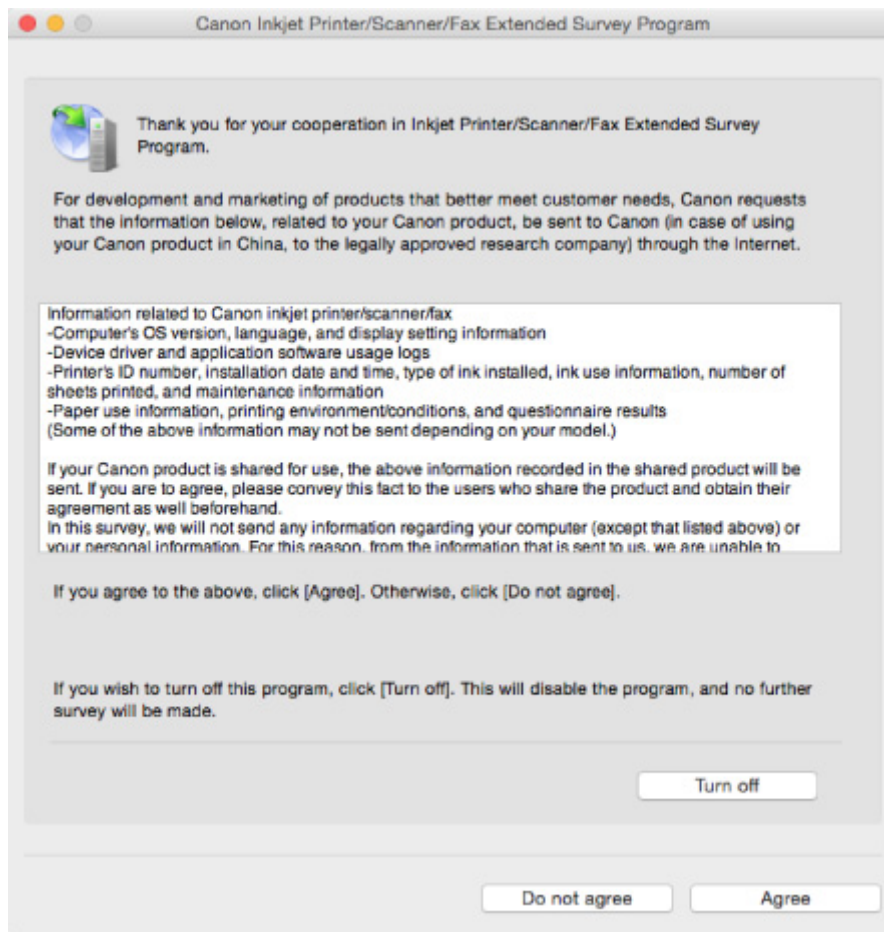 Canon Inkjet Printer/Scanner/Fax Extended Survey Program
Thank you for your cooperation in Inkjet Printer/Scanner/Fax Extended Survey
Program.
For development and marketing of products that better meet customer needs, Canon requests
that the information below, related to your Canon product, be sent to Canon (in case of using
your Canon product in China, to the legally approved research company) through the Internet.
Information related to Canon inkjet printer/scanner/fax
-Computer's OS version, language, and display setting information
-Device driver and application software usage logs
-Printer's ID number, installation date and time, type of ink installed, ink use information, number of
sheets printed, and maintenance information
-Paper use information, printing environment/conditions, and questionnaire results
(Some of the above information may not be sent depending on your model.)
If your Canon product is shared for use, the above information recorded in the shared product will be
sent. If you are to agree, please convey this fact to the users who share the product and obtain their
agreement as well beforehand.
In this survey, we will not send any information regarding your computer (except that listed above) or
your personal information. For this reason, from the information that is sent to us, we are unable to
If you agree to the above, click [Agree]. Otherwise, click [Do not agree].
If you wish to turn off this program, click [Turn off]. This will disable the program, and no further
survey will be made.
Turn off
Do not agree
Agree